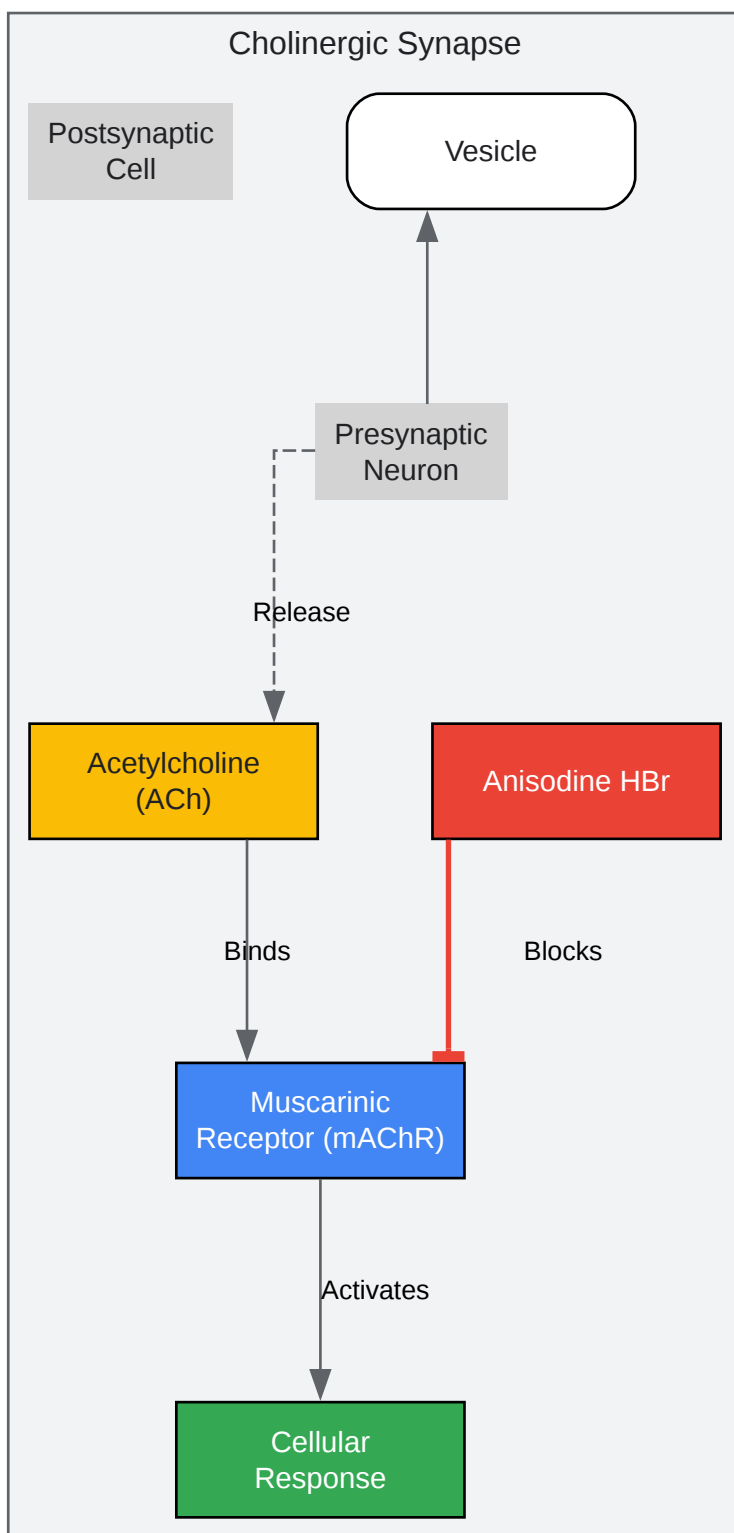 Cholinergic Synapse
Postsynaptic
Cell
Vesicle
Presynaptic
Neuron
Release
Acetylcholine
(ACh)
Anisodine HBr
Binds
Blocks
Muscarinic
Receptor (mAChR)
Activates
Cellular
Response